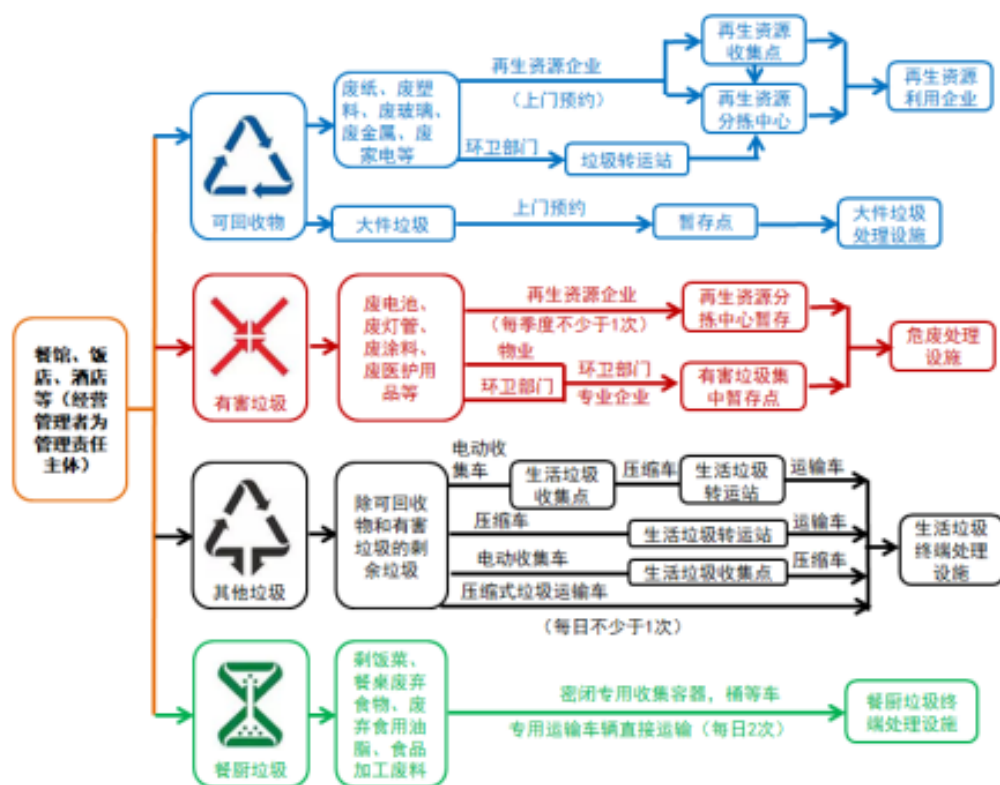 餐馆、饭
店、酒店
等（经营
管理者为
管理责任
主体）
可回收物
废纸、废塑
料、废玻璃、
废金属、废
家电等
再生资源企业
（上门预约）
环卫部门
垃圾转运站
再生资源
收集点
再生资源
分拣中心
再生资源
利用企业
大件垃圾
上门预约
暂存点
大件垃圾
处理设施
有害垃圾
废电池、
废灯管、
废涂料、
废医护用
品等
再生资源企业
（每季度不少于1次）
物业
环卫部门
环卫部门
专业企业
再生资源分
拣中心暂存
有害垃圾集
中暂存点
危废处理
设施
其他垃圾
除可回收
物和有害
垃圾的剩
余垃圾
电动收
集车
生活垃圾
收集点
压缩车
生活垃圾
转运站
运输车
压缩车
生活垃圾转运站
运输车
电动收集车
生活垃圾收集点
压缩车
压缩式垃圾运输车
（每日不少于1次）
生活垃圾
终端处理
设施
餐厨垃圾
剩饭菜、
餐桌废弃
食物、废
弃食用油
脂、食品
加工废料
密闭专用收集容器，桶等车
专用运输车辆直接运输（每日2次）
餐厨垃圾终
端处理设施